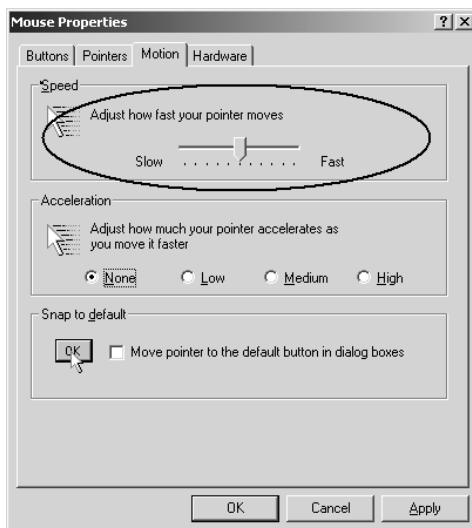 Mouse Properties
Buttons Pointers Motion Hardware
Speed
Adjust how fast your pointer moves
Slow Fast
Acceleration
Adjust how much your pointer accelerates as
you move it faster
None Low Medium High
Snap to default
OK Move pointer to the default button in dialog boxes
OK Cancel Apply